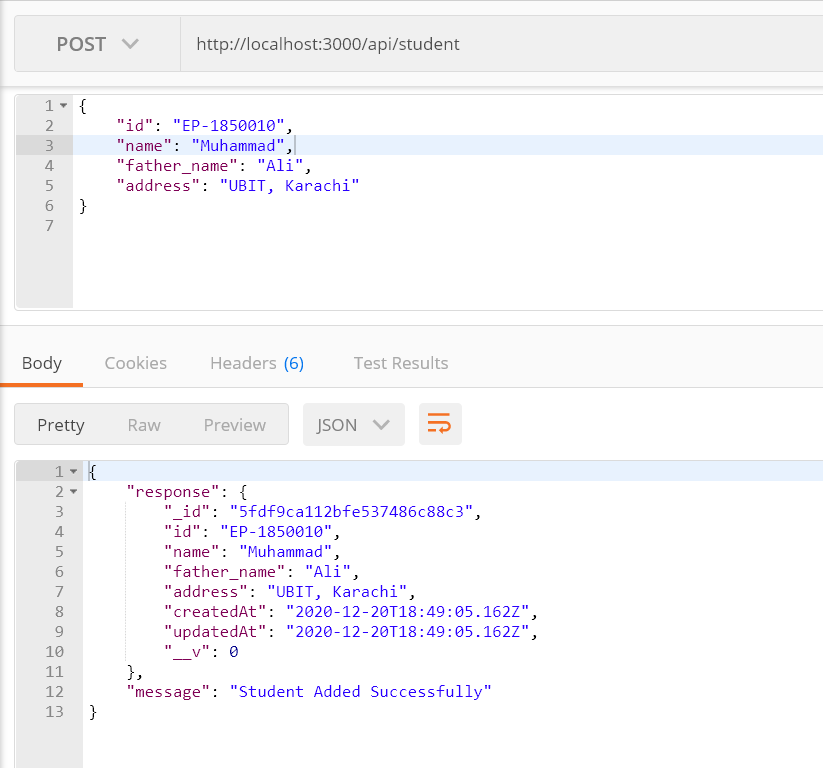 POST http://localhost:3000/api/student
1 {
2 "id": "EP-1850010",
3 "name": "Muhammad",
4 "father_name": "Ali",
5 "address": "UBIT, Karachi"
6 }
7
Body Cookies Headers (6) Test Results
Pretty Raw Preview JSON
1 {
2 "response": {
3 "_id": "5fdf9ca112bfe537486c88c3",
4 "id": "EP-1850010",
5 "name": "Muhammad",
6 "father_name": "Ali",
7 "address": "UBIT, Karachi",
8 "createdAt": "2020-12-20T18:49:05.162Z",
9 "updatedAt": "2020-12-20T18:49:05.162Z",
10 "__v": 0
11 },
12 "message": "Student Added Successfully"
13 }